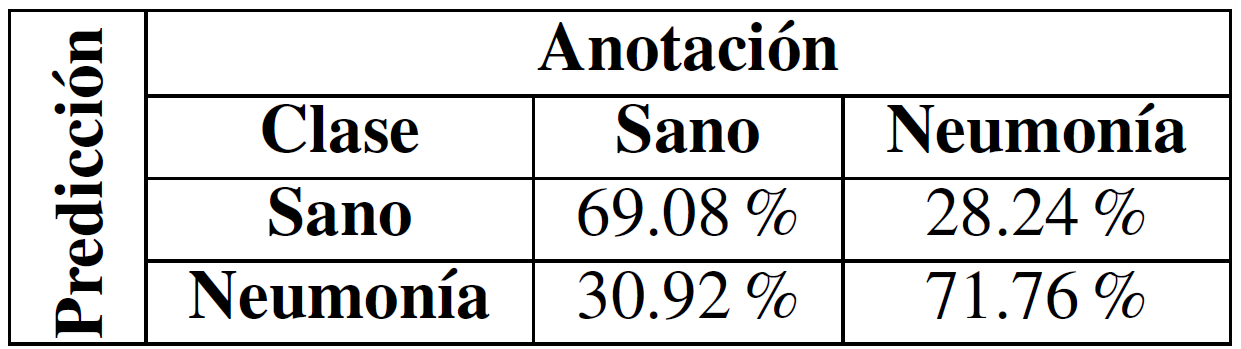 Predicción
Anotación
Clase Sano Neumonía
Sano 69.08 % 28.24 %
Neumonía 30.92 % 71.76 %